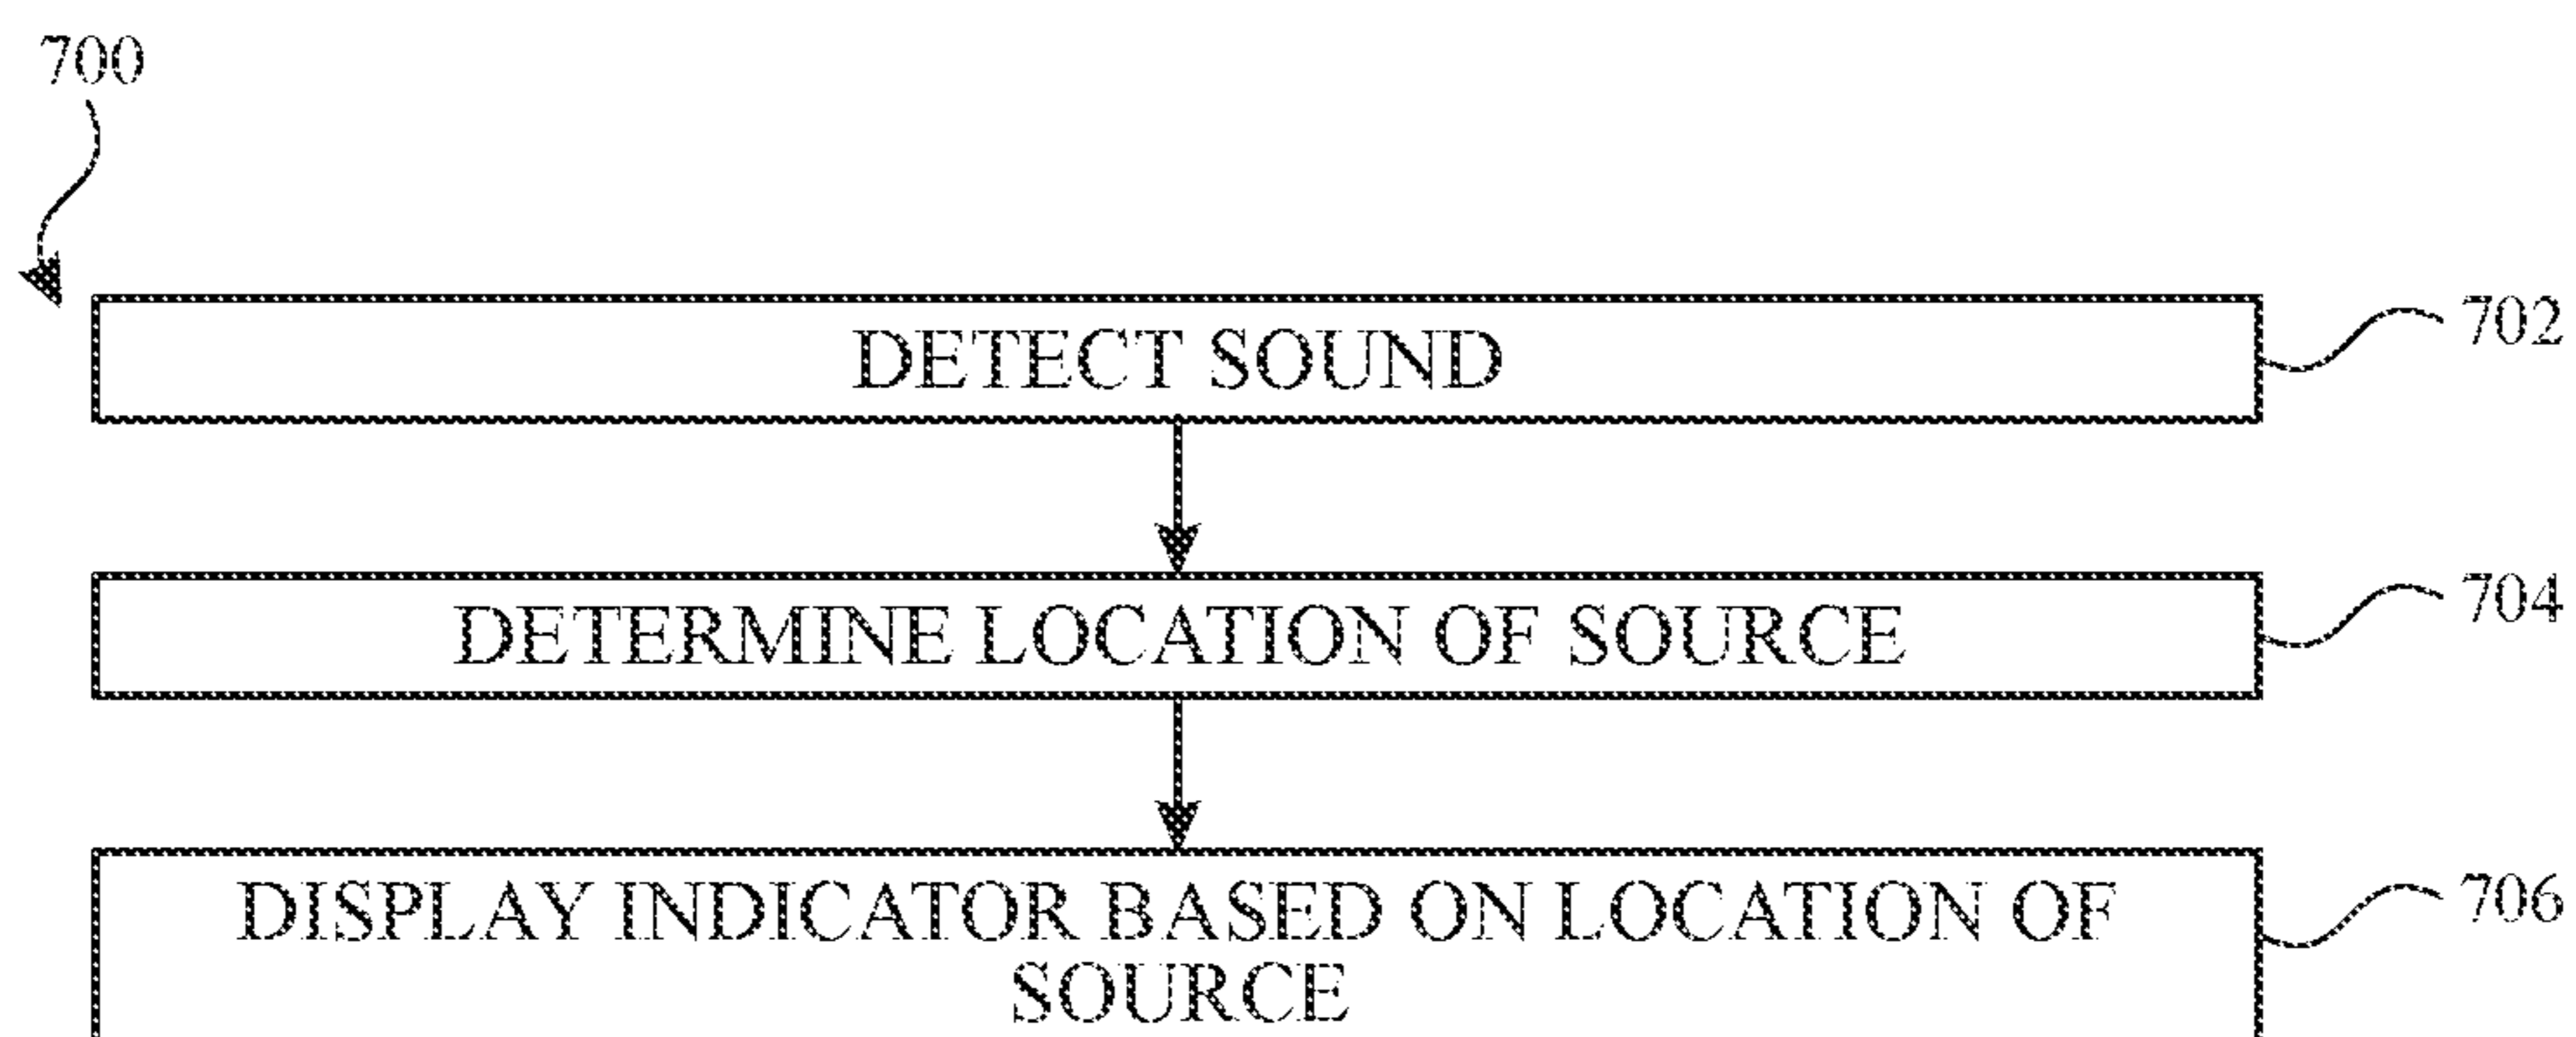 700
DETECT SOUND
702
DETERMINE LOCATION OF SOURCE
704
DISPLAY INDICATOR BASED ON LOCATION OF
SOURCE
706